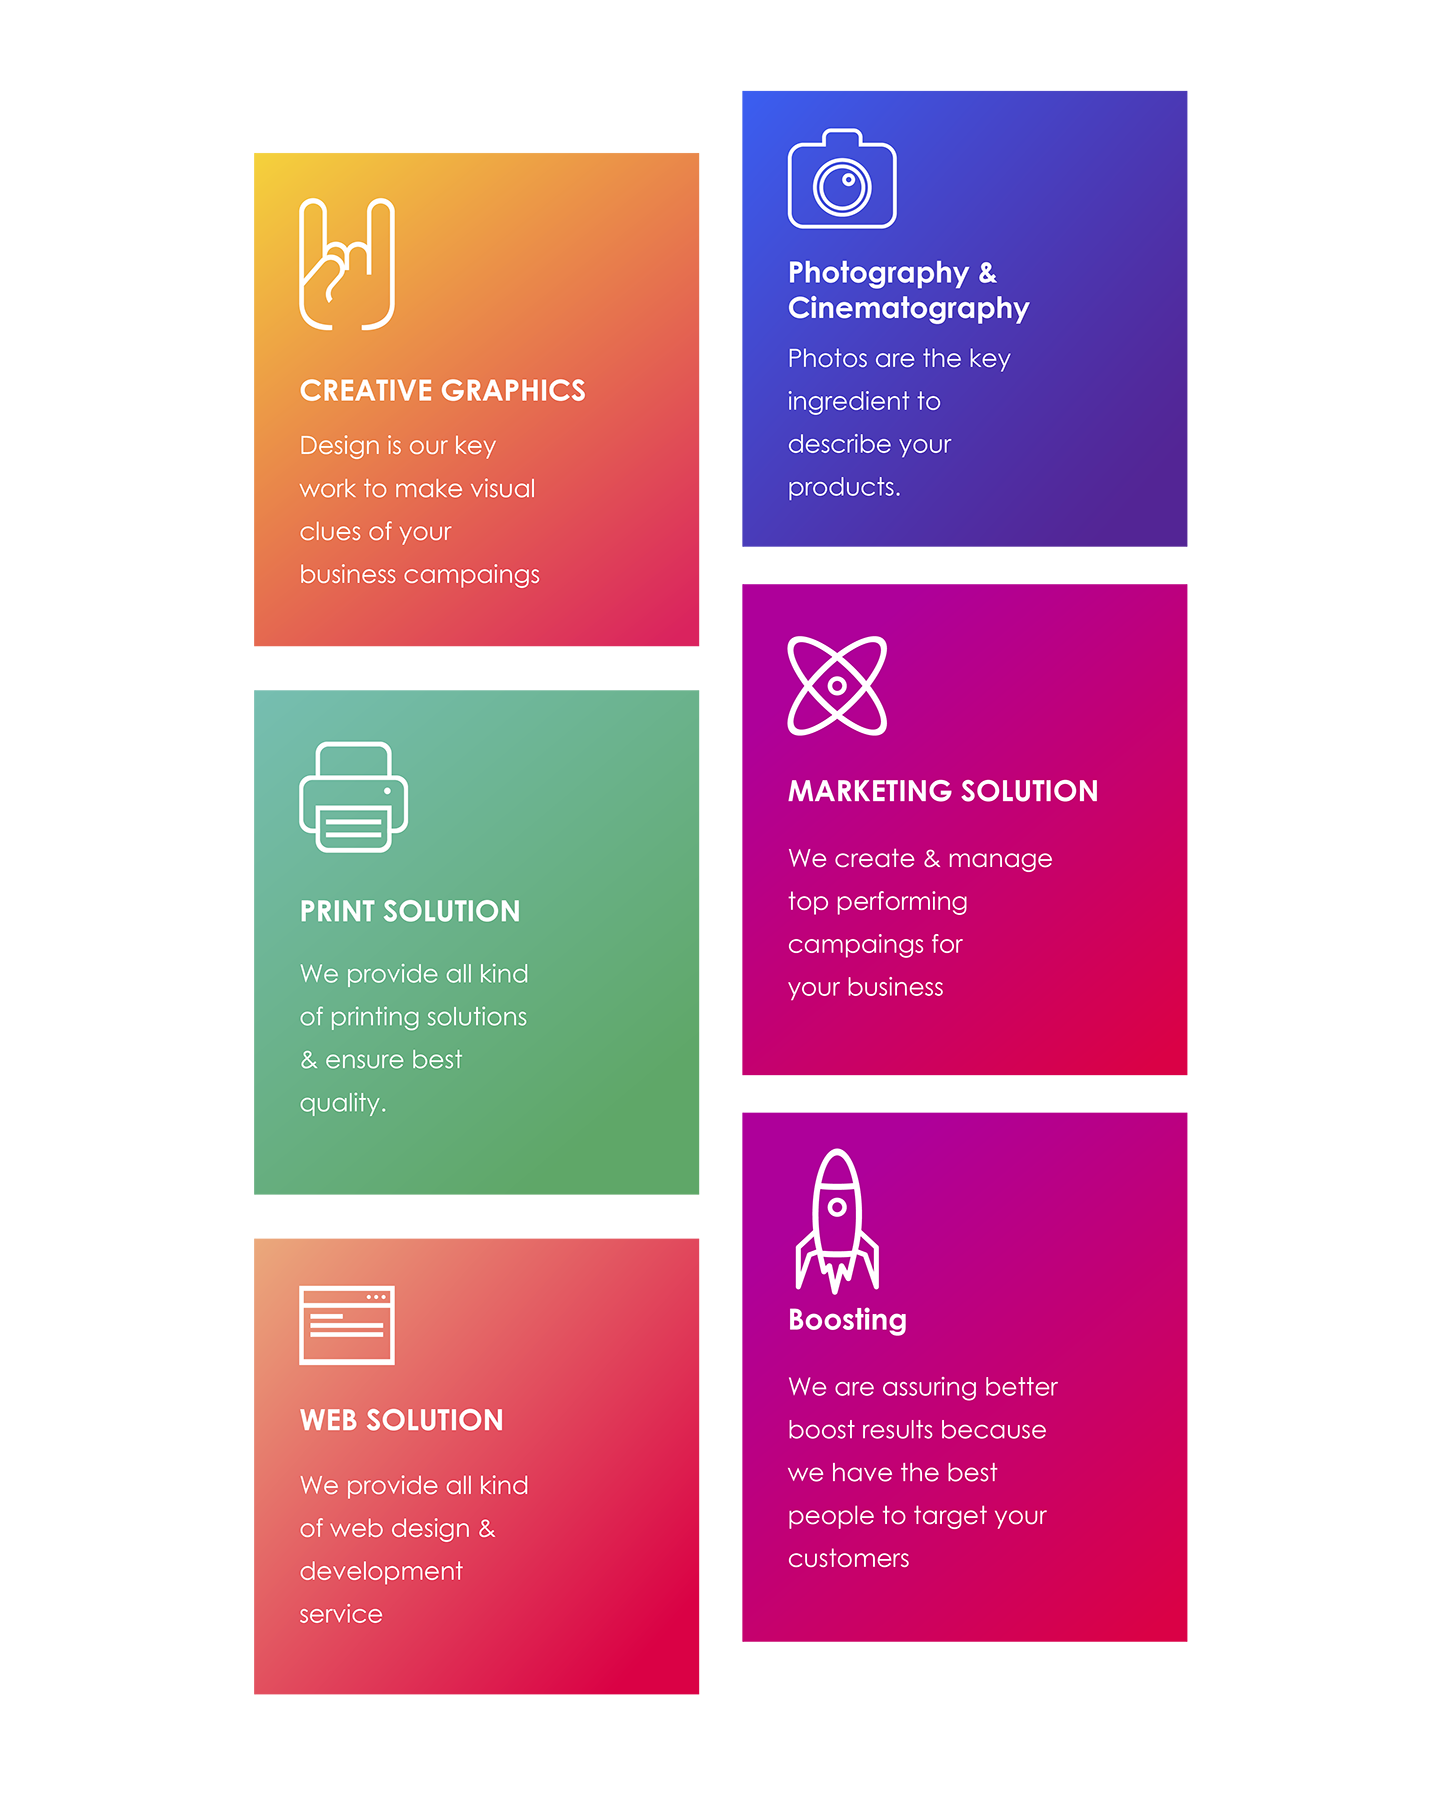 CREATIVE GRAPHICS
Design is our key
work to make visual
clues of your
business campaings
PRINT SOLUTION
We provide all kind
of printing solutions
& ensure best
quality.
WEB SOLUTION
We provide all kind
of web design &
development
service
Photography &
Cinematography
Photos are the key
ingredient to
describe your
products.
MARKETING SOLUTION
We create & manage
top performing
campaings for
your business
Boosting
We are assuring better
boost results because
we have the best
people to target your
customers